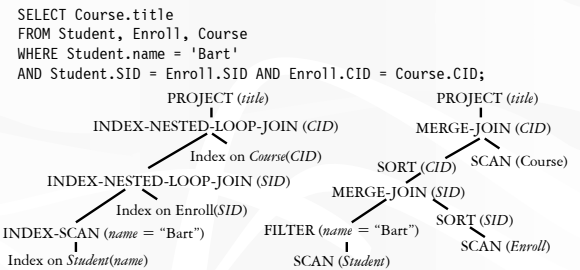 SELECT Course.title
FROM Student, Enroll, Course
WHERE Student.name = 'Bart'
AND Student.SID = Enroll.SID AND Enroll.CID = Course.CID;
PROJECT (title)
INDEX-NESTED-LOOP-JOIN (CID)
Index on Course(CID)
INDEX-NESTED-LOOP-JOIN (SID)
Index on Enroll(SID)
INDEX-SCAN (name = “Bart”)
Index on Student(name)
PROJECT (title)
MERGE-JOIN (CID)
SORT (CID)
SCAN (Course)
MERGE-JOIN (SID)
FILTER (name = “Bart”)
SORT (SID)
SCAN (Student)
SCAN (Enroll)